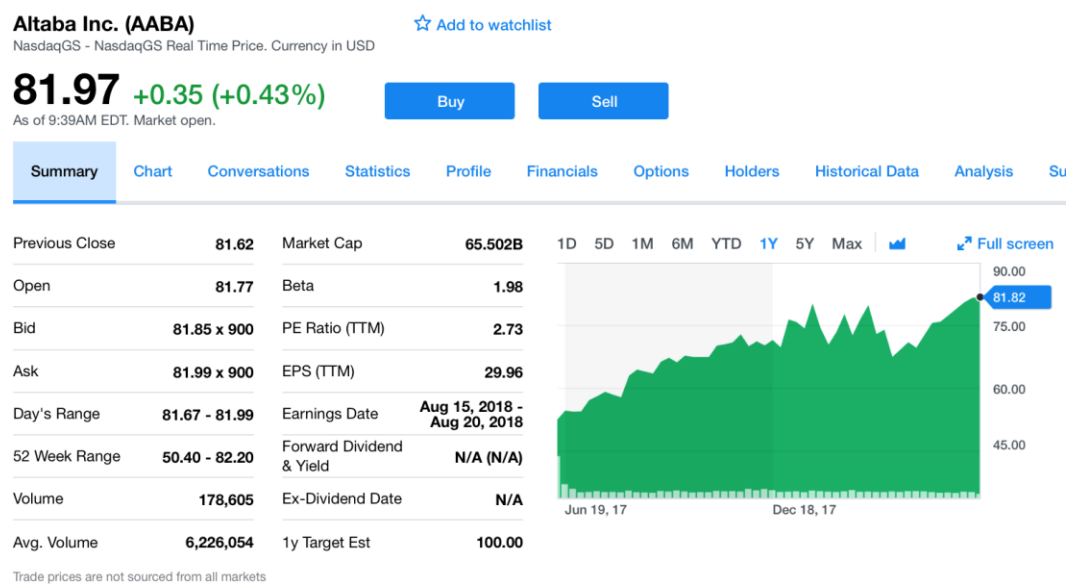 Altaba Inc. (AABA)
Add to watchlist
NasdaqGS - NasdaqGS Real Time Price. Currency in USD
81.97 +0.35 (+0.43%)
As of 9:39AM EDT. Market open.
Buy
Sell
Summary Chart Conversations Statistics Profile Financials Options Holders Historical Data Analysis Su
Previous Close 81.62
Open 81.77
Bid 81.85 x 900
Ask 81.99 x 900
Day's Range 81.67 - 81.99
52 Week Range 50.40 - 82.20
Volume 178,605
Avg. Volume 6,226,054
Market Cap 65.502B
Beta 1.98
PE Ratio (TTM) 2.73
EPS (TTM) 29.96
Earnings Date Aug 15, 2018 -
Aug 20, 2018
Forward Dividend
& Yield N/A (N/A)
Ex-Dividend Date N/A
1y Target Est 100.00
1D 5D 1M 6M YTD 1Y 5Y Max Full screen
90.00
81.82
75.00
60.00
45.00
Jun 19, 17 Dec 18, 17
Trade prices are not sourced from all markets